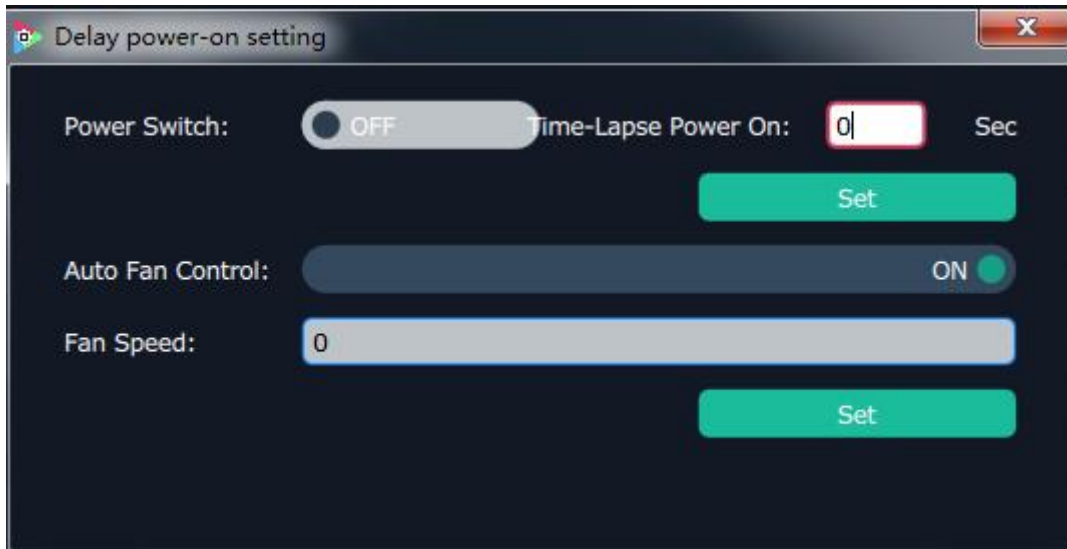 Delay power-on setting
Power Switch: OFF Time-Lapse Power On: 0 Sec
Set
Auto Fan Control: ON
Fan Speed: 0
Set